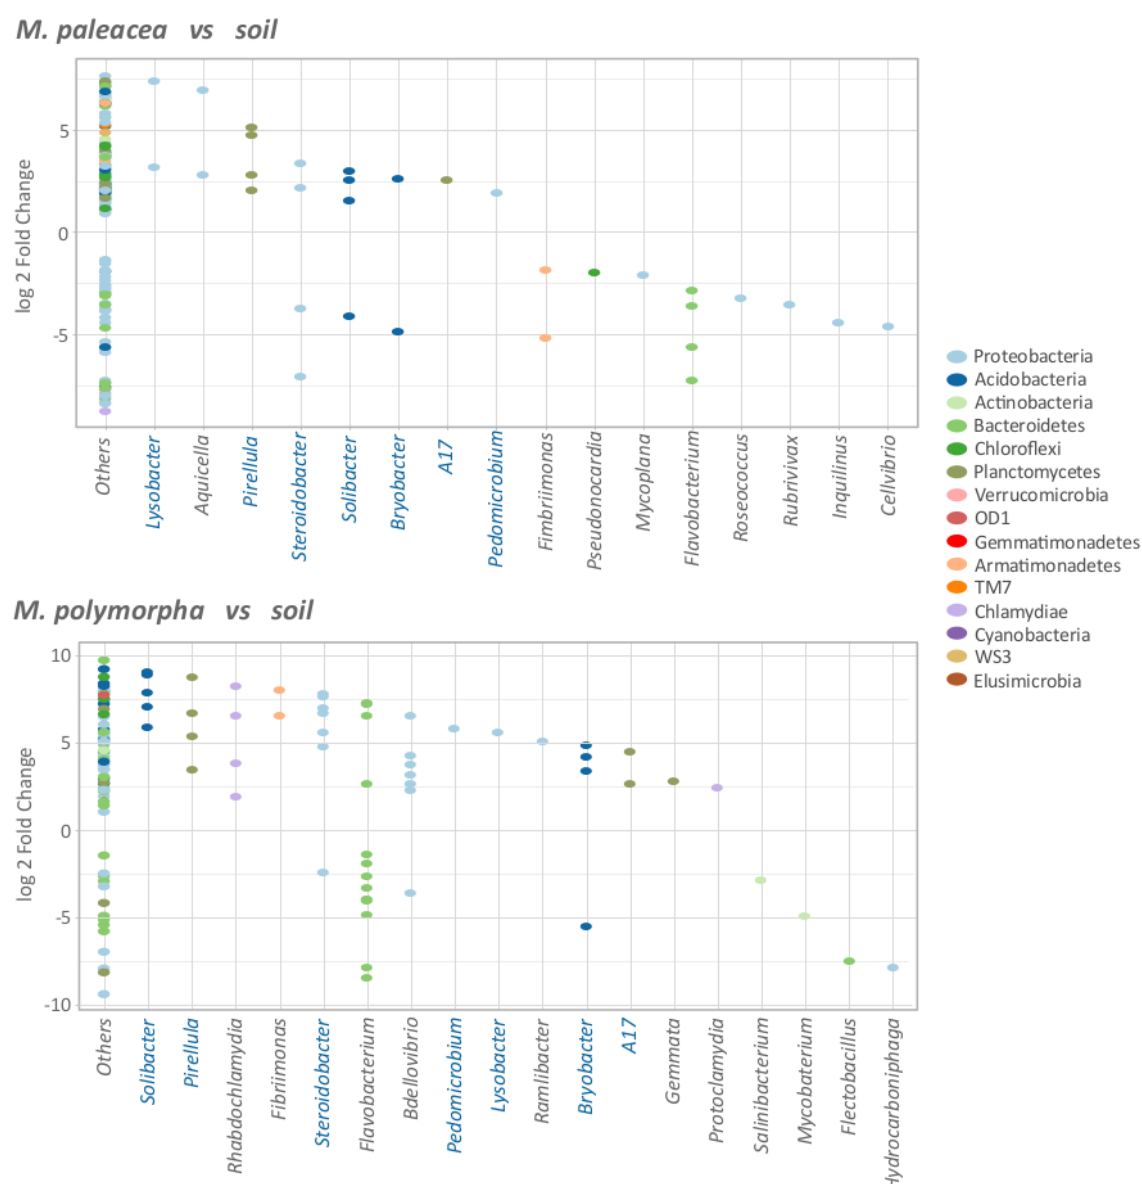 M. paleacea vs soil
log 2 Fold Change
5
0
-5
Others
Lysobacter
Aquicella
Pirellula
Steroidobacter
Solibacter
Bryobacter
A17
Pedomicrobium
Fimbriimonas
Pseudonocardia
Mycoplana
Flavobacterium
Roseococcus
Rubrivivax
Inquilinus
Cellvibrio
Proteobacteria
Acidobacteria
Actinobacteria
Bacteroidetes
Chloroflexi
Planctomycetes
Verrucomicrobia
OD1
Gemmatimonadetes
Armatimonadetes
TM7
Chlamydiae
Cyanobacteria
WS3
Elusimicrobia
M. polymorpha vs soil
log 2 Fold Change
10
5
0
-5
-10
Others
Solibacter
Pirellula
Rhabdochlamydia
Fibriimonas
Steroidobacter
Flavobacterium
Bdellovibrio
Pedomicrobium
Lysobacter
Ramlibacter
Bryobacter
A17
Gemmata
Protoclamydia
Salinibacterium
Mycobaterium
Flectobacillus
Hydrocarboniphaga